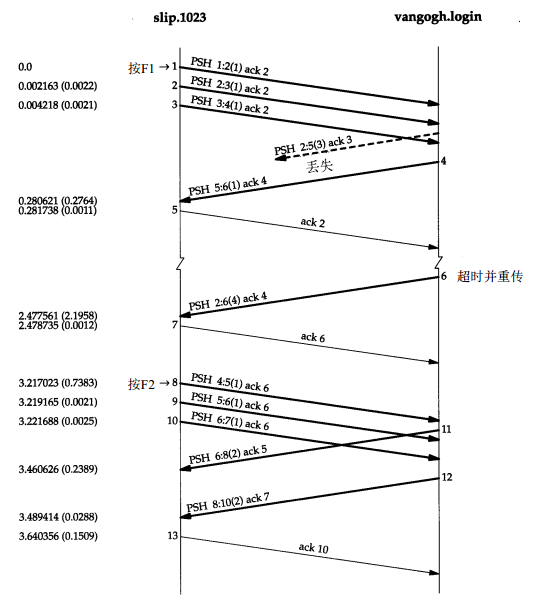 slip.1023 vangogh.login
0.0 按F1 1 PSH 1:2(1) ack 2
0.002163 (0.0022) 2 PSH 2:3(1) ack 2
0.004218 (0.0021) 3 PSH 3:4(1) ack 2
PSH 2:5(3) ack 3
丢失
4
PSH 5:6(1) ack 4
0.280621 (0.2764)
0.281738 (0.0011) 5
ack 2
6 超时并重传
PSH 2:6(4) ack 4
2.477561 (2.1958)
2.478735 (0.0012) 7
ack 6
3.217023 (0.7383) 按F2 8 PSH 4:5(1) ack 6
3.219165 (0.0021) 9 PSH 5:6(1) ack 6
3.221688 (0.0025) 10 PSH 6:7(1) ack 6
11
PSH 6:8(2) ack 5
3.460626 (0.2389)
12
PSH 8:10(2) ack 7
3.489414 (0.0288)
3.640356 (0.1509) 13
ack 10